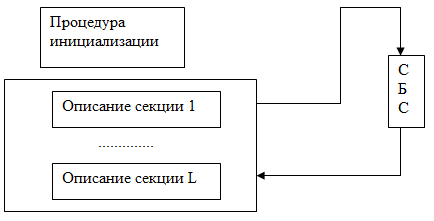 Процедура
инициализации
Описание секции 1
..............
Описание секции L
С
Б
С